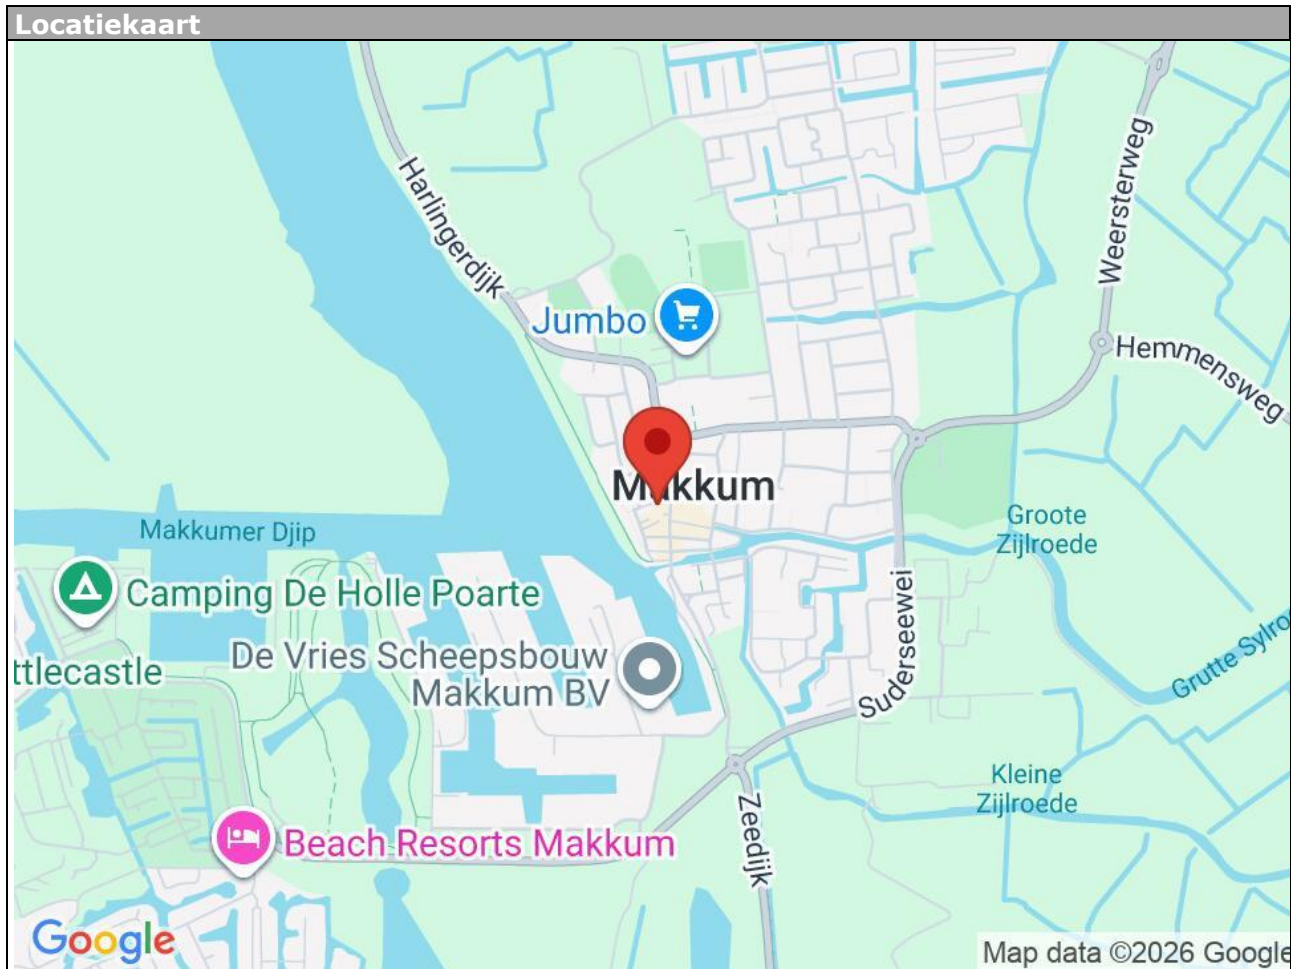 Locatiekaart
Harlingerdijk
Weersterweg
Jumbo
Hemmensweg
Makkum
Makkumer Djip
Groote
Zijlroede
Camping De Holle Poarte
De Vries Scheepsbouw
Makkum BV
ttlecastle
Suderseewei
Grutte Sylro
Kleine
Zijlroede
Zeedijk
Beach Resorts Makkum
Google
Map data ©2026 Google